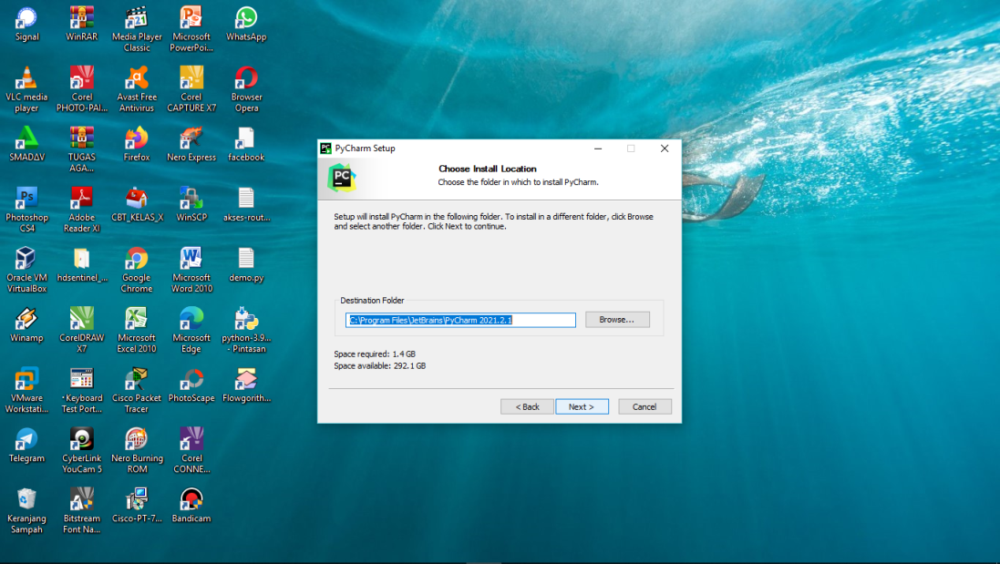 Signal
WinRAR
Media Player
Classic
Microsoft
PowerPoi...
WhatsApp
VLC media
player
Corel
PHOTO-PAI...
Avast Free
Antivirus
Corel
CAPTURE X7
Browser
Opera
SMADΔV
TUGAS
AGA...
Firefox
Nero Express
facebook
Ps
Photoshop
CS4
Adobe
Reader XI
CBT_KELAS_X
WinSCP
akses-rout...
Oracle VM
VirtualBox
hdsentinel_...
Google
Chrome
Microsoft
Word 2010
demo.py
Winamp
CorelDRAW
X7
Microsoft
Excel 2010
Microsoft
Edge
python-3.9...
- Pintasan
VMware
Workstati...
·Keyboard
Test Port...
Cisco Packet
Tracer
PhotoScape
Flowgorith...
Telegram
CyberLink
YouCam 5
Nero Burning
ROM
Corel
CONNE...
Keranjang
Sampah
Bitstream
Font Na...
Cisco-PT-7...
Bandicam
PC
PyCharm Setup
PC
Choose Install Location
Choose the folder in which to install PyCharm.
Setup will install PyCharm in the following folder. To install in a different folder, click Browse
and select another folder. Click Next to continue.
Destination Folder
C:\Program Files\JetBrains\PyCharm 2021.2.1
Browse...
Space required: 1.4 GB
Space available: 292.1 GB
< Back
Next >
Cancel